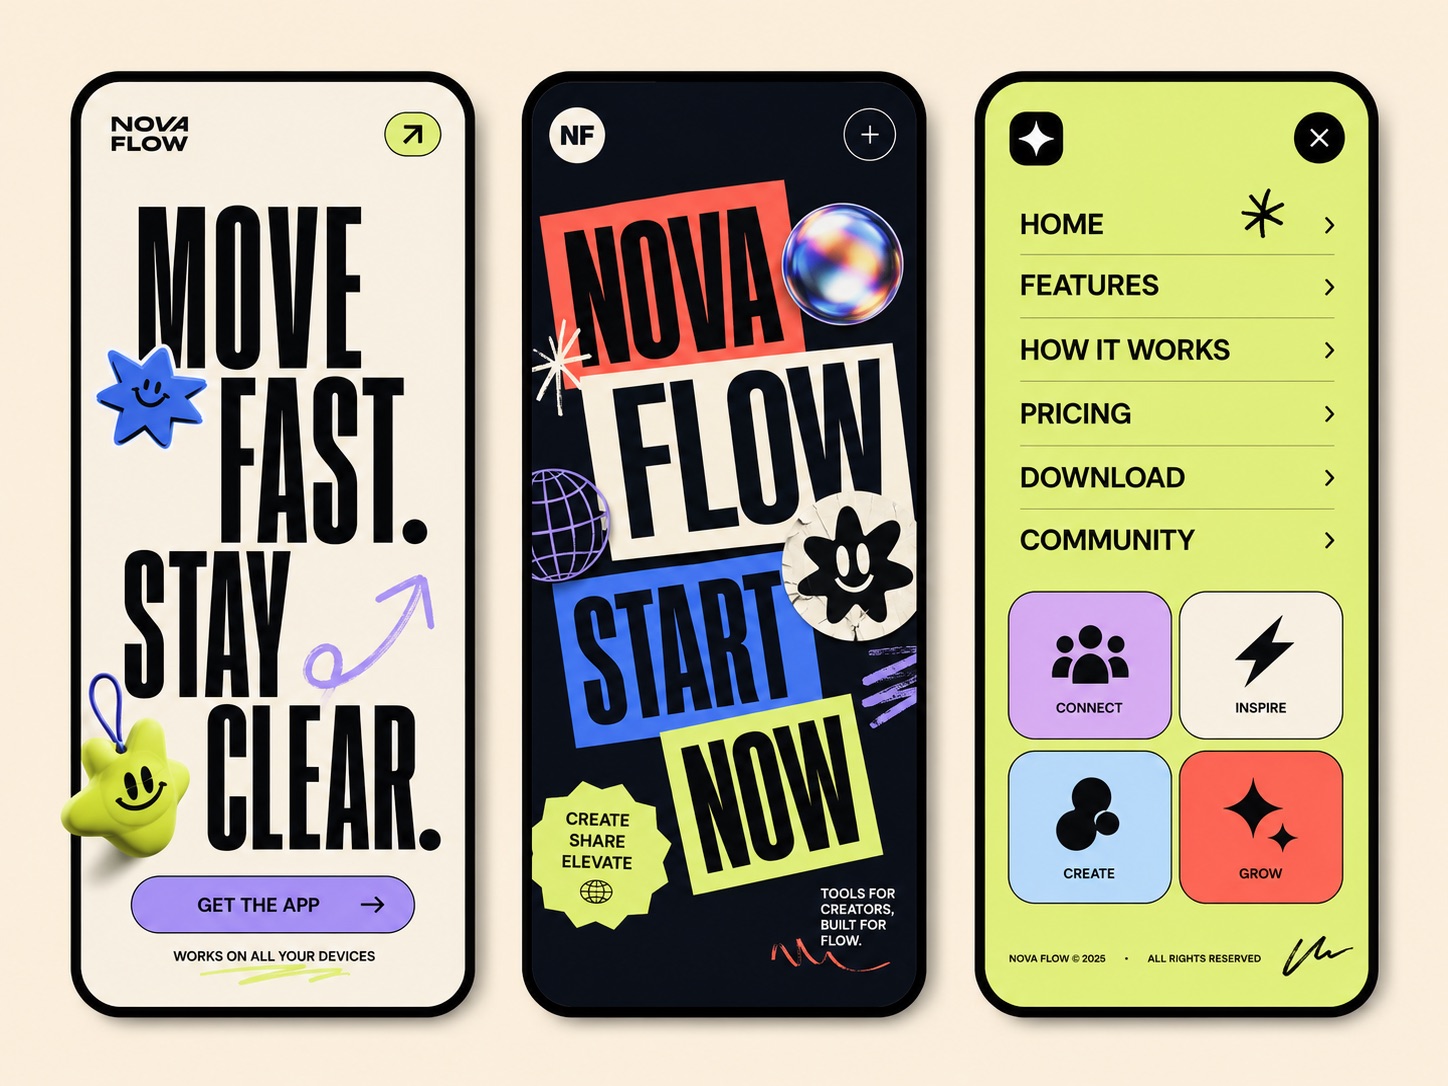 NOVA
FLOW
MOVE
FAST.
STAY
CLEAR.
GET THE APP
WORKS ON ALL YOUR DEVICES
NF
NOVA
FLOW
START
NOW
CREATE
SHARE
ELEVATE
TOOLS FOR
CREATORS,
BUILT FOR
FLOW.
HOME
FEATURES
HOW IT WORKS
PRICING
DOWNLOAD
COMMUNITY
CONNECT
INSPIRE
CREATE
GROW
NOVA FLOW © 2025 • ALL RIGHTS RESERVED